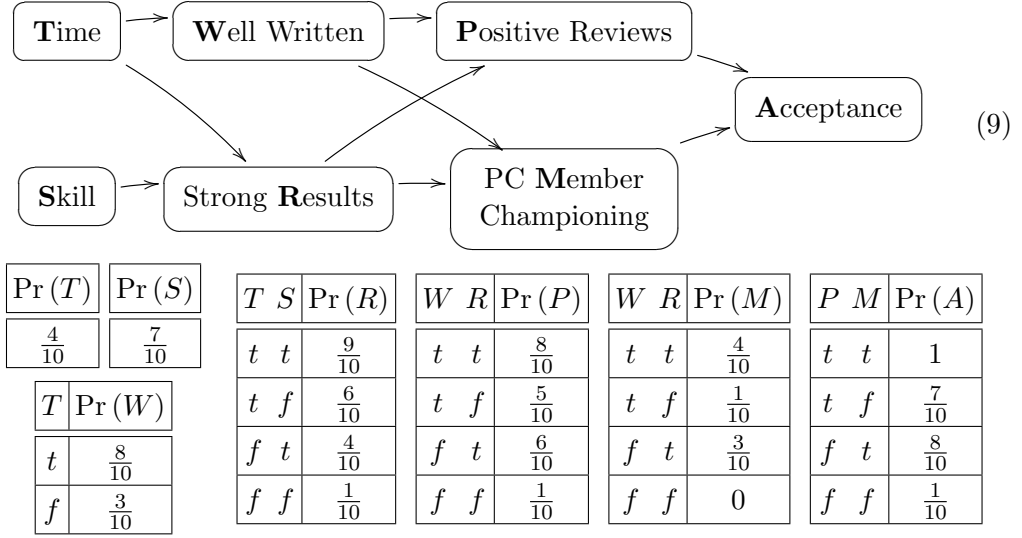 Time Well Written Positive Reviews
Acceptance
(9)
Skill Strong Results PC Member
Championing
Pr (T) Pr (S)
4/10 7/10
T Pr (W)
t 8/10
f 3/10
T S Pr (R)
t t 9/10
t f 6/10
f t 4/10
f f 1/10
W R Pr (P)
t t 8/10
t f 5/10
f t 6/10
f f 1/10
W R Pr (M)
t t 4/10
t f 1/10
f t 3/10
f f 0
P M Pr (A)
t t 1
t f 7/10
f t 8/10
f f 1/10